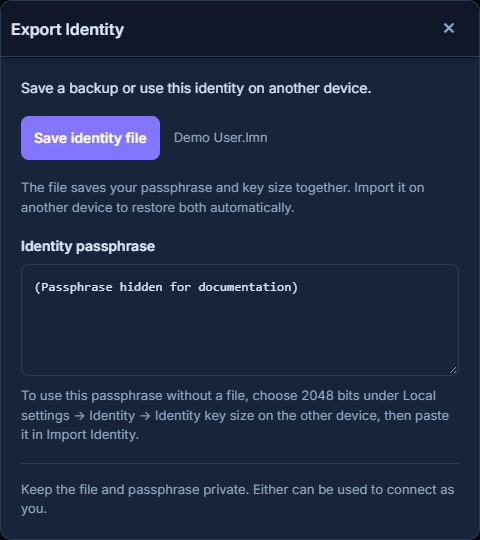 Export Identity
Save a backup or use this identity on another device.
Save identity file
Demo User.lmn
The file saves your passphrase and key size together. Import it on
another device to restore both automatically.
Identity passphrase
(Passphrase hidden for documentation)
To use this passphrase without a file, choose 2048 bits under Local
settings → Identity → Identity key size on the other device, then paste
it in Import Identity.
Keep the file and passphrase private. Either can be used to connect as
you.